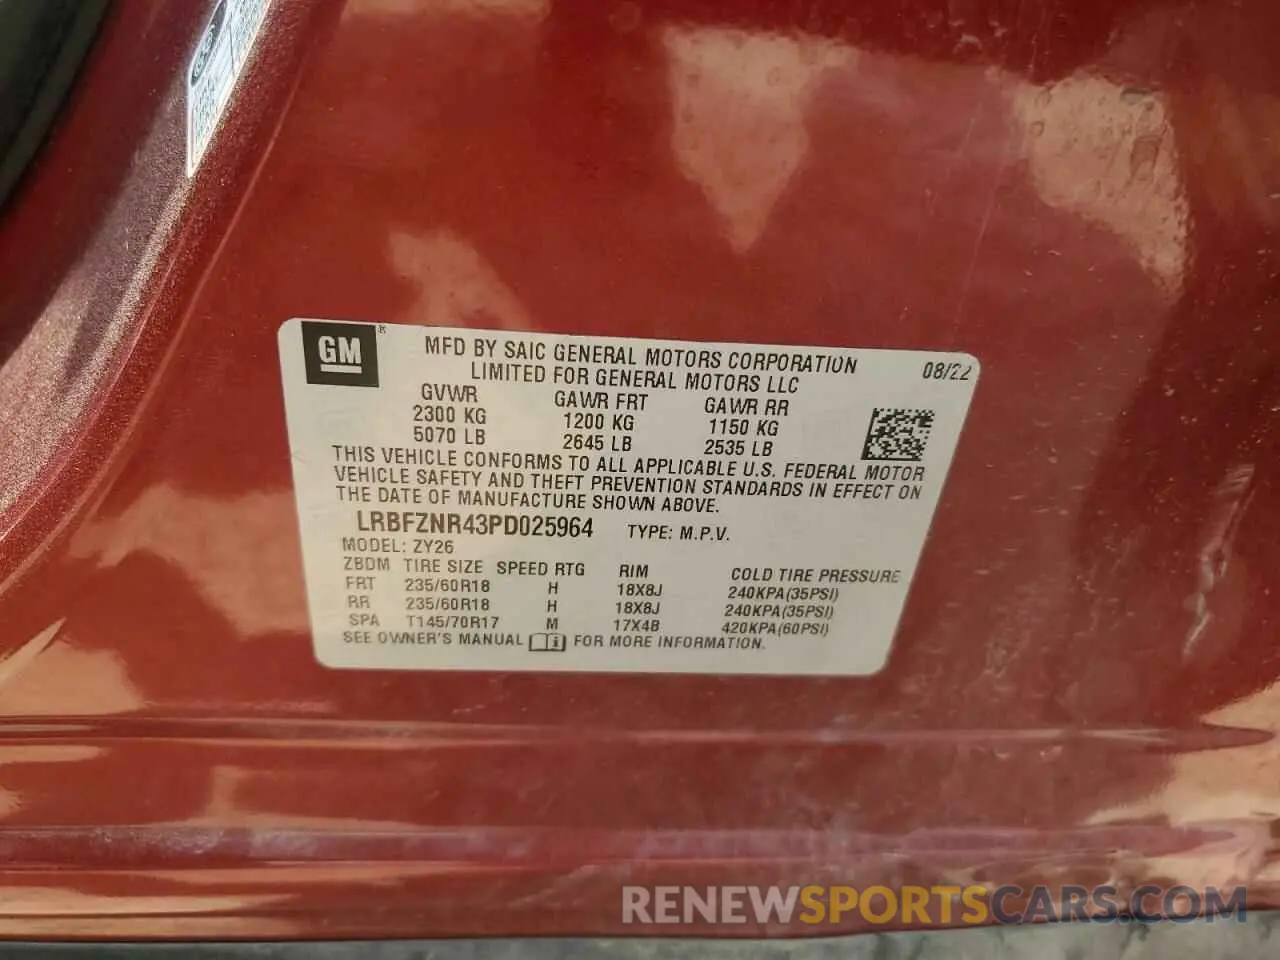 GM ®
MFD BY SAIC GENERAL MOTORS CORPORATION 08/22
LIMITED FOR GENERAL MOTORS LLC
GVWR GAWR FRT GAWR RR
2300 KG 1200 KG 1150 KG
5070 LB 2645 LB 2535 LB
THIS VEHICLE CONFORMS TO ALL APPLICABLE U.S. FEDERAL MOTOR
VEHICLE SAFETY AND THEFT PREVENTION STANDARDS IN EFFECT ON
THE DATE OF MANUFACTURE SHOWN ABOVE.
LRBFZNR43PD025964 TYPE: M.P.V.
MODEL: ZY26
ZBDM TIRE SIZE SPEED RTG RIM COLD TIRE PRESSURE
FRT 235/60R18 H 18X8J 240KPA(35PSI)
RR 235/60R18 H 18X8J 240KPA(35PSI)
SPA T145/70R17 M 17X4B 420KPA(60PSI)
SEE OWNER'S MANUAL i FOR MORE INFORMATION.
RENEWSPORTSCARS.COM